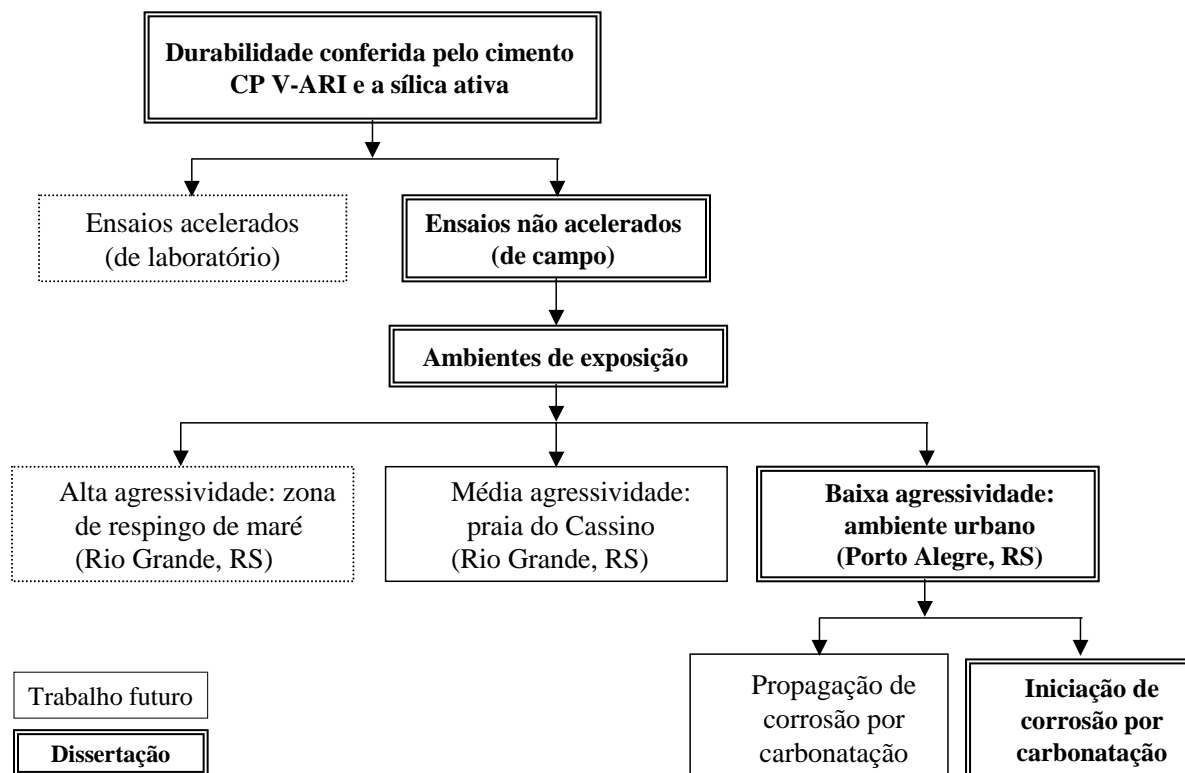 Durabilidade conferida pelo cimento
CP V-ARI e a sílica ativa
Ensaios acelerados
(de laboratório)
Ensaios não acelerados
(de campo)
Ambientes de exposição
Alta agressividade: zona
de respingo de maré
(Rio Grande, RS)
Média agressividade:
praia do Cassino
(Rio Grande, RS)
Baixa agressividade:
ambiente urbano
(Porto Alegre, RS)
Propagação de
corrosão por
carbonatação
Iniciação de
corrosão por
carbonatação
Trabalho futuro
Dissertação